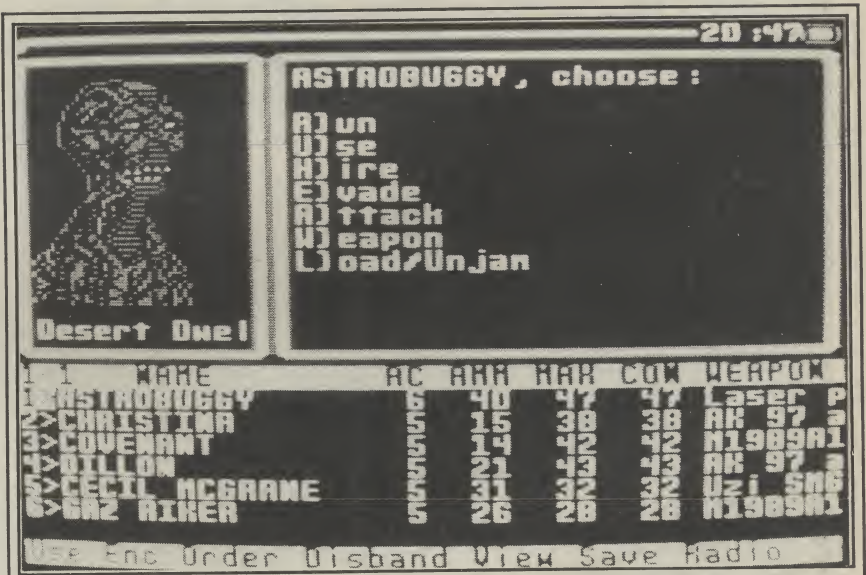 20:47
ASTROBUGGY, choose:
R)un
U)se
H)ire
E)vade
A)ttack
W)eapon
L)oad/Unjam
Desert Dwel
1 1 NAME AC AMM MAX CON WEAPON
1>ASTROBUGGY 6 40 47 47 Laser p
2>CHRISTINA 5 15 38 38 AK 97 a
3>COVENANT 5 14 42 42 M1989A1
4>DILLON 5 21 43 43 AK 97 a
5>CECIL MCGRANE 5 31 32 32 Uzi SMG
6>GAZ RIKER 5 26 28 28 M1989A1
Use Enc Order Disband View Save Radio